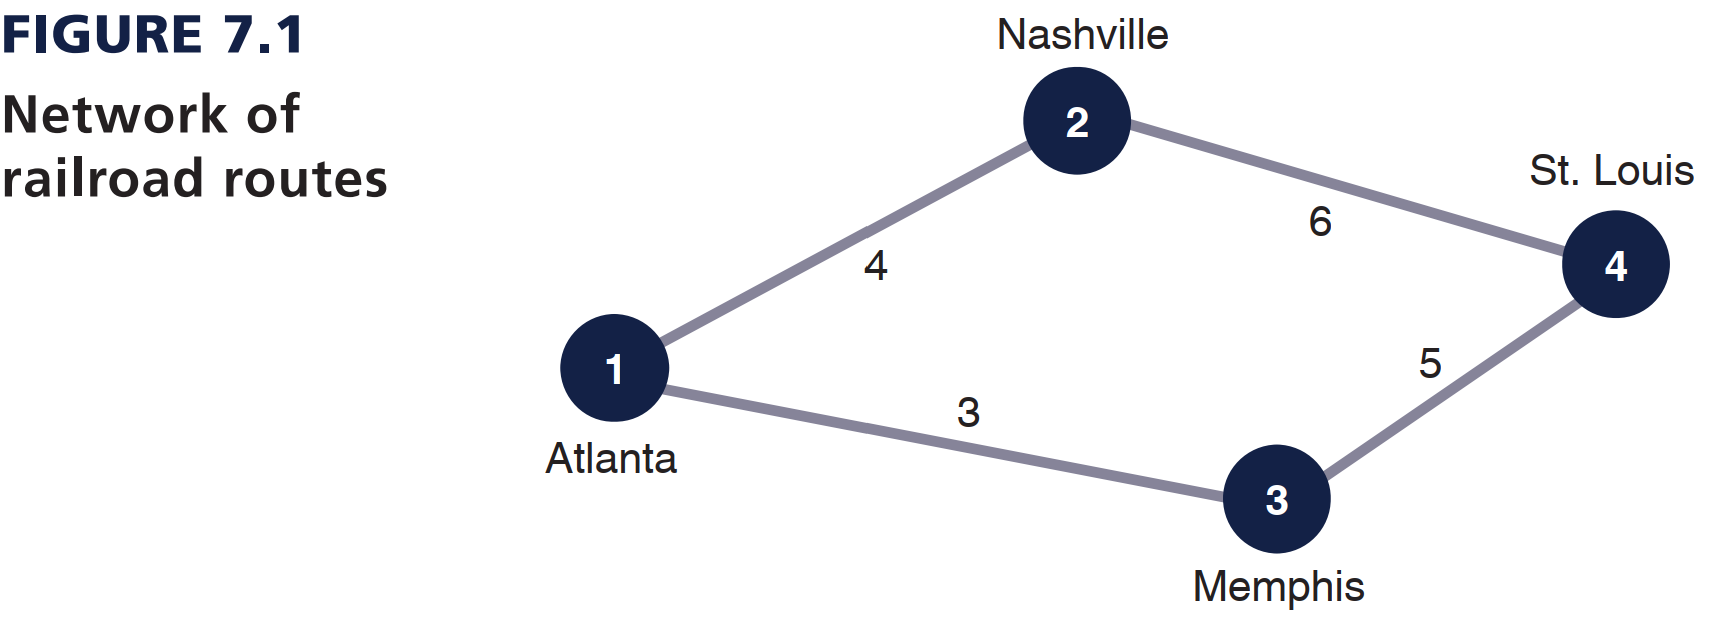 FIGURE 7.1
Network of
railroad routes
Nashville
2
St. Louis
6
4
4
1
5
3
Atlanta
3
Memphis